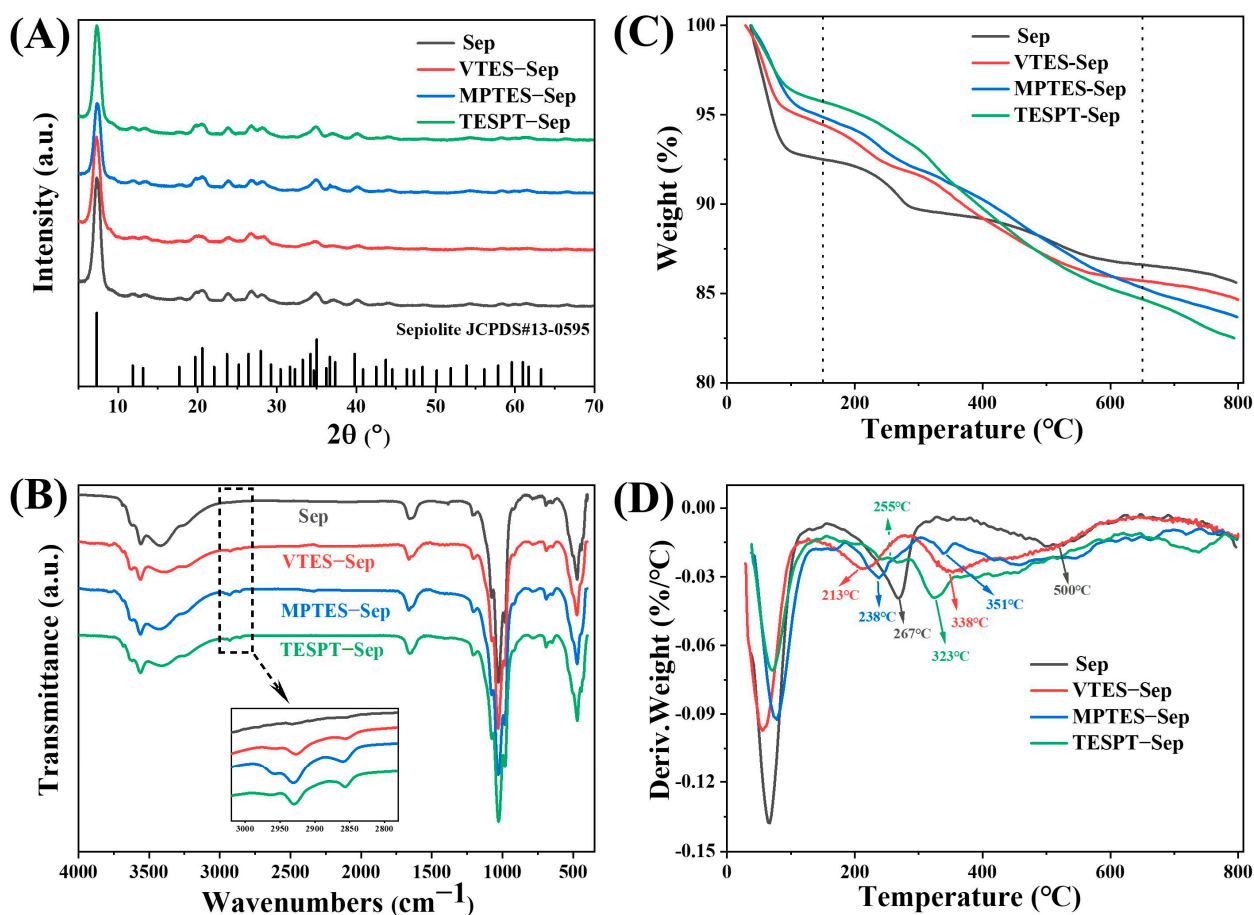 (A)
Sep
VTES−Sep
MPTES−Sep
TESPT−Sep
Intensity (a.u.)
Sepiolite JCPDS#13-0595
10 20 30 40 50 60 70
2θ (°)
(C)
Sep
VTES-Sep
MPTES-Sep
TESPT-Sep
100
95
90
85
80
Weight (%)
0 200 400 600 800
Temperature (℃)
(B)
Sep
VTES−Sep
MPTES−Sep
TESPT−Sep
Transmittance (a.u.)
3000 2950 2900 2850 2800
4000 3500 3000 2500 2000 1500 1000 500
Wavenumbers (cm−1)
(D)
0.00
-0.03
-0.06
-0.09
-0.12
-0.15
Deriv.Weight (%/℃)
255℃
213℃
238℃
267℃
323℃
338℃
351℃
500℃
Sep
VTES−Sep
MPTES−Sep
TESPT−Sep
0 200 400 600 800
Temperature (℃)